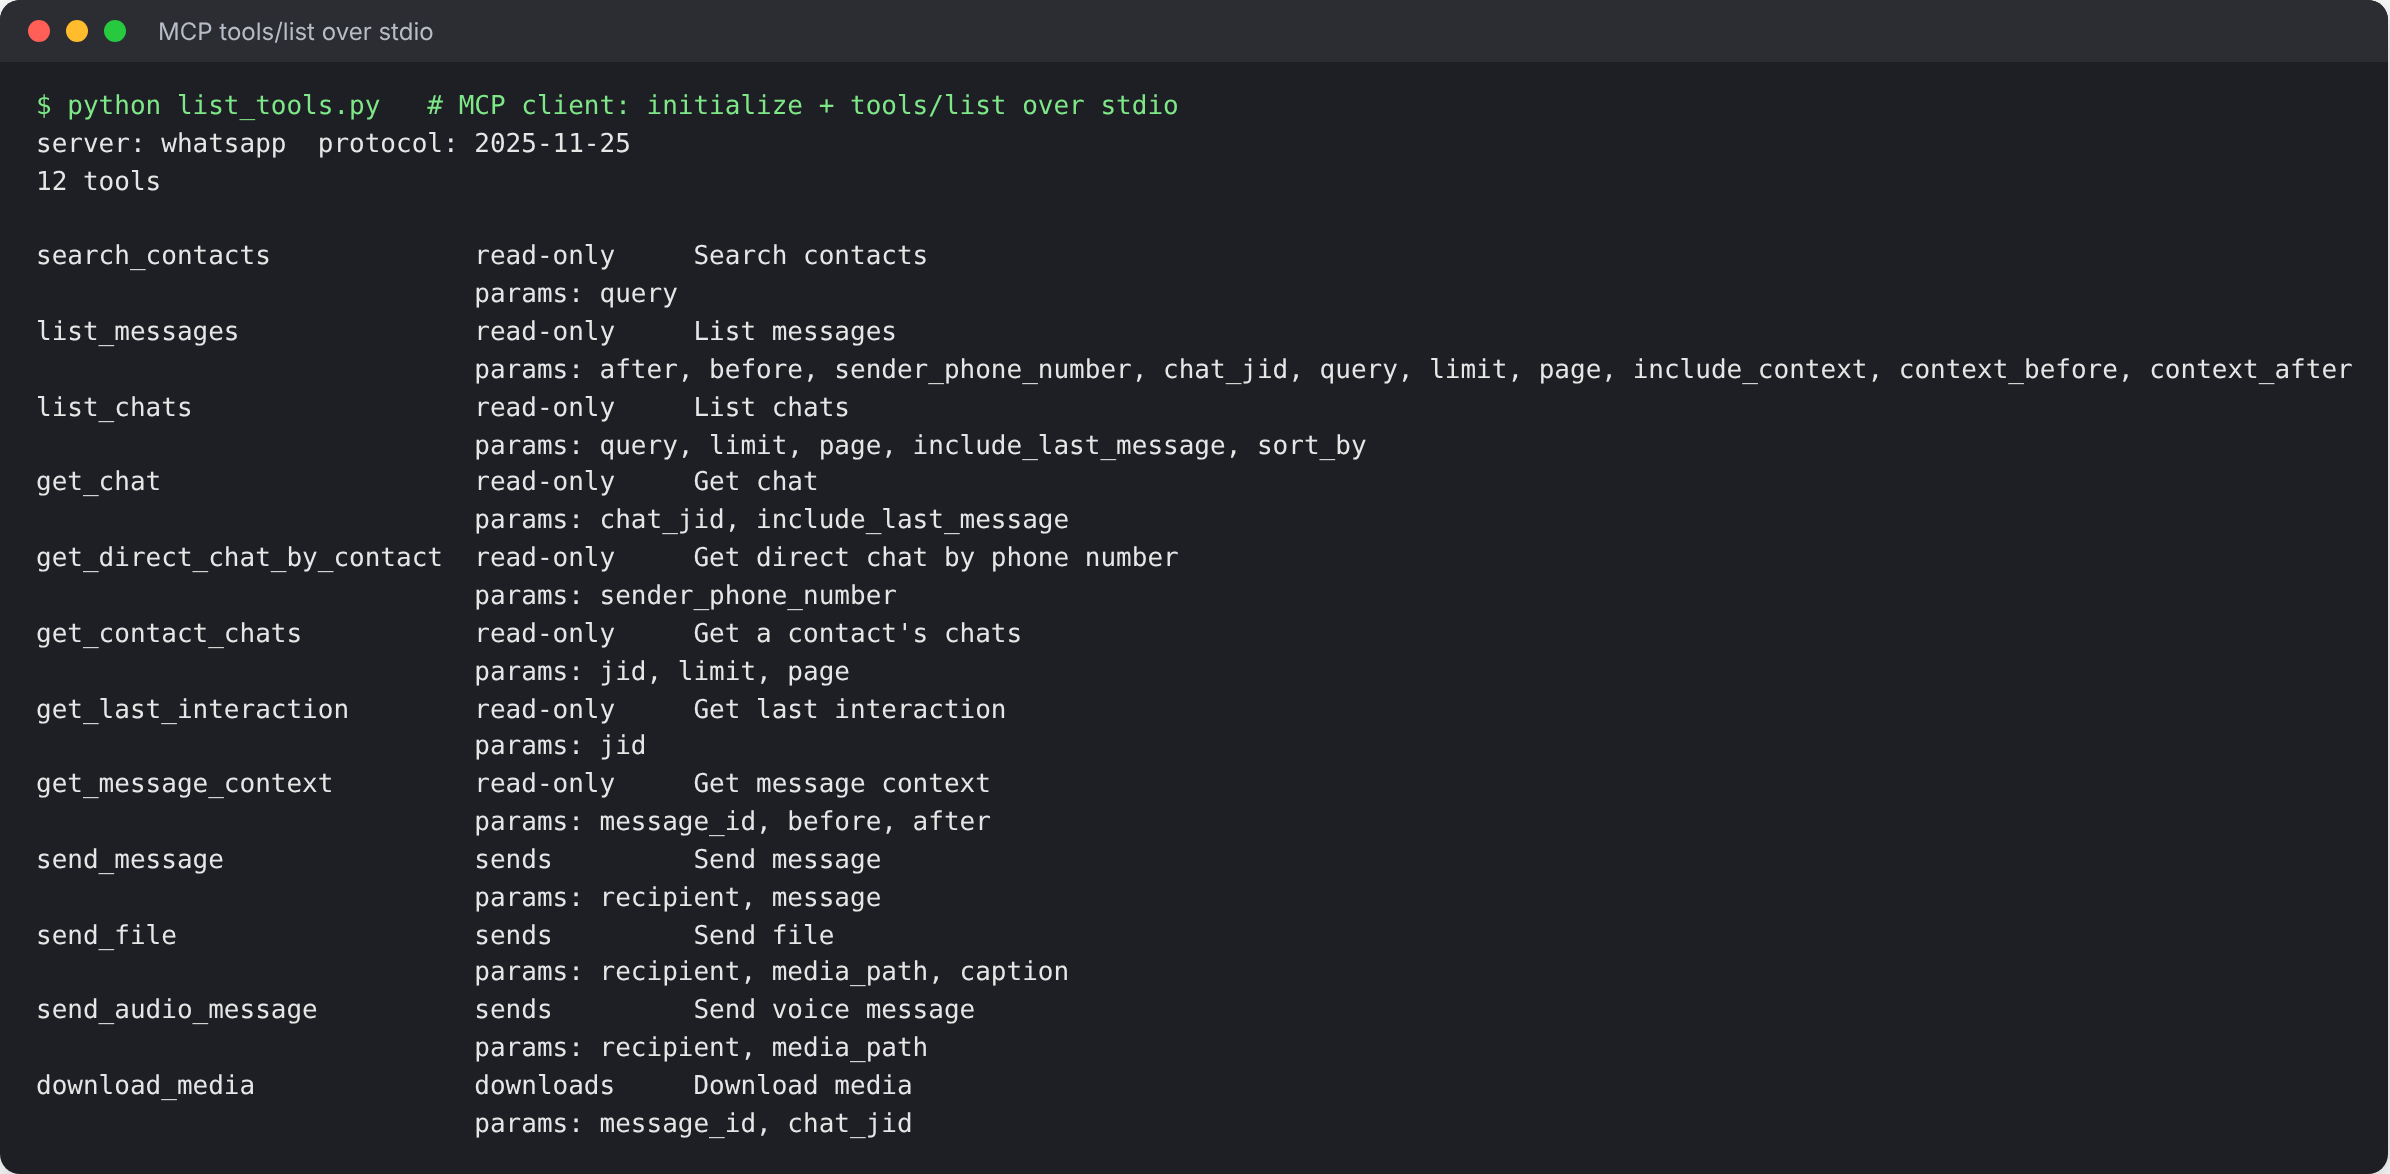 MCP tools/list over stdio
$ python list_tools.py   # MCP client: initialize + tools/list over stdio
server: whatsapp  protocol: 2025-11-25
12 tools
search_contacts             read-only     Search contacts
                            params: query
list_messages               read-only     List messages
                            params: after, before, sender_phone_number, chat_jid, query, limit, page, include_context, context_before, context_after
list_chats                  read-only     List chats
                            params: query, limit, page, include_last_message, sort_by
get_chat                    read-only     Get chat
                            params: chat_jid, include_last_message
get_direct_chat_by_contact  read-only     Get direct chat by phone number
                            params: sender_phone_number
get_contact_chats           read-only     Get a contact's chats
                            params: jid, limit, page
get_last_interaction        read-only     Get last interaction
                            params: jid
get_message_context         read-only     Get message context
                            params: message_id, before, after
send_message                sends         Send message
                            params: recipient, message
send_file                   sends         Send file
                            params: recipient, media_path, caption
send_audio_message          sends         Send voice message
                            params: recipient, media_path
download_media              downloads     Download media
                            params: message_id, chat_jid